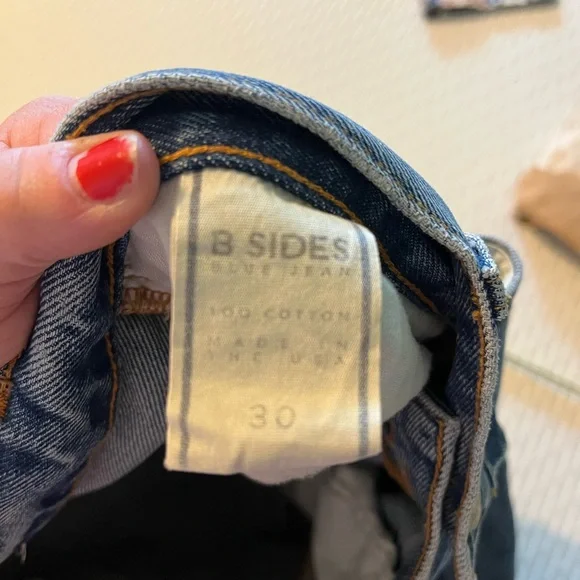 B SIDES
BLUE JEAN
100 COTTON
MADE IN
THE USA
30